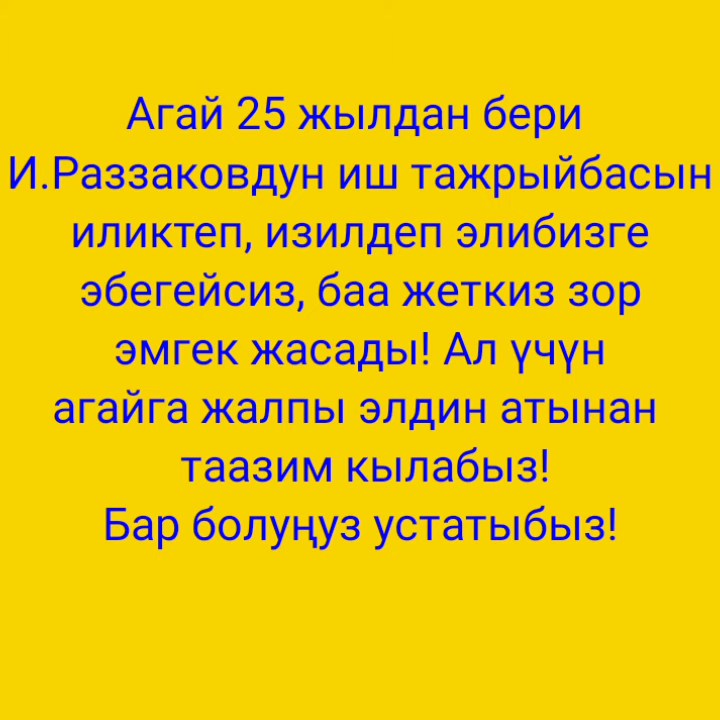 Агай 25 жылдан бери
И.Раззаковдун иш тажрыйбасын
иликтеп, изилдеп элибизге
эбегейсиз, баа жеткиз зор
эмгек жасады! Ал үчүн
агайга жалпы элдин атынан
таазим кылабыз!
Бар болуңуз устатыбыз!